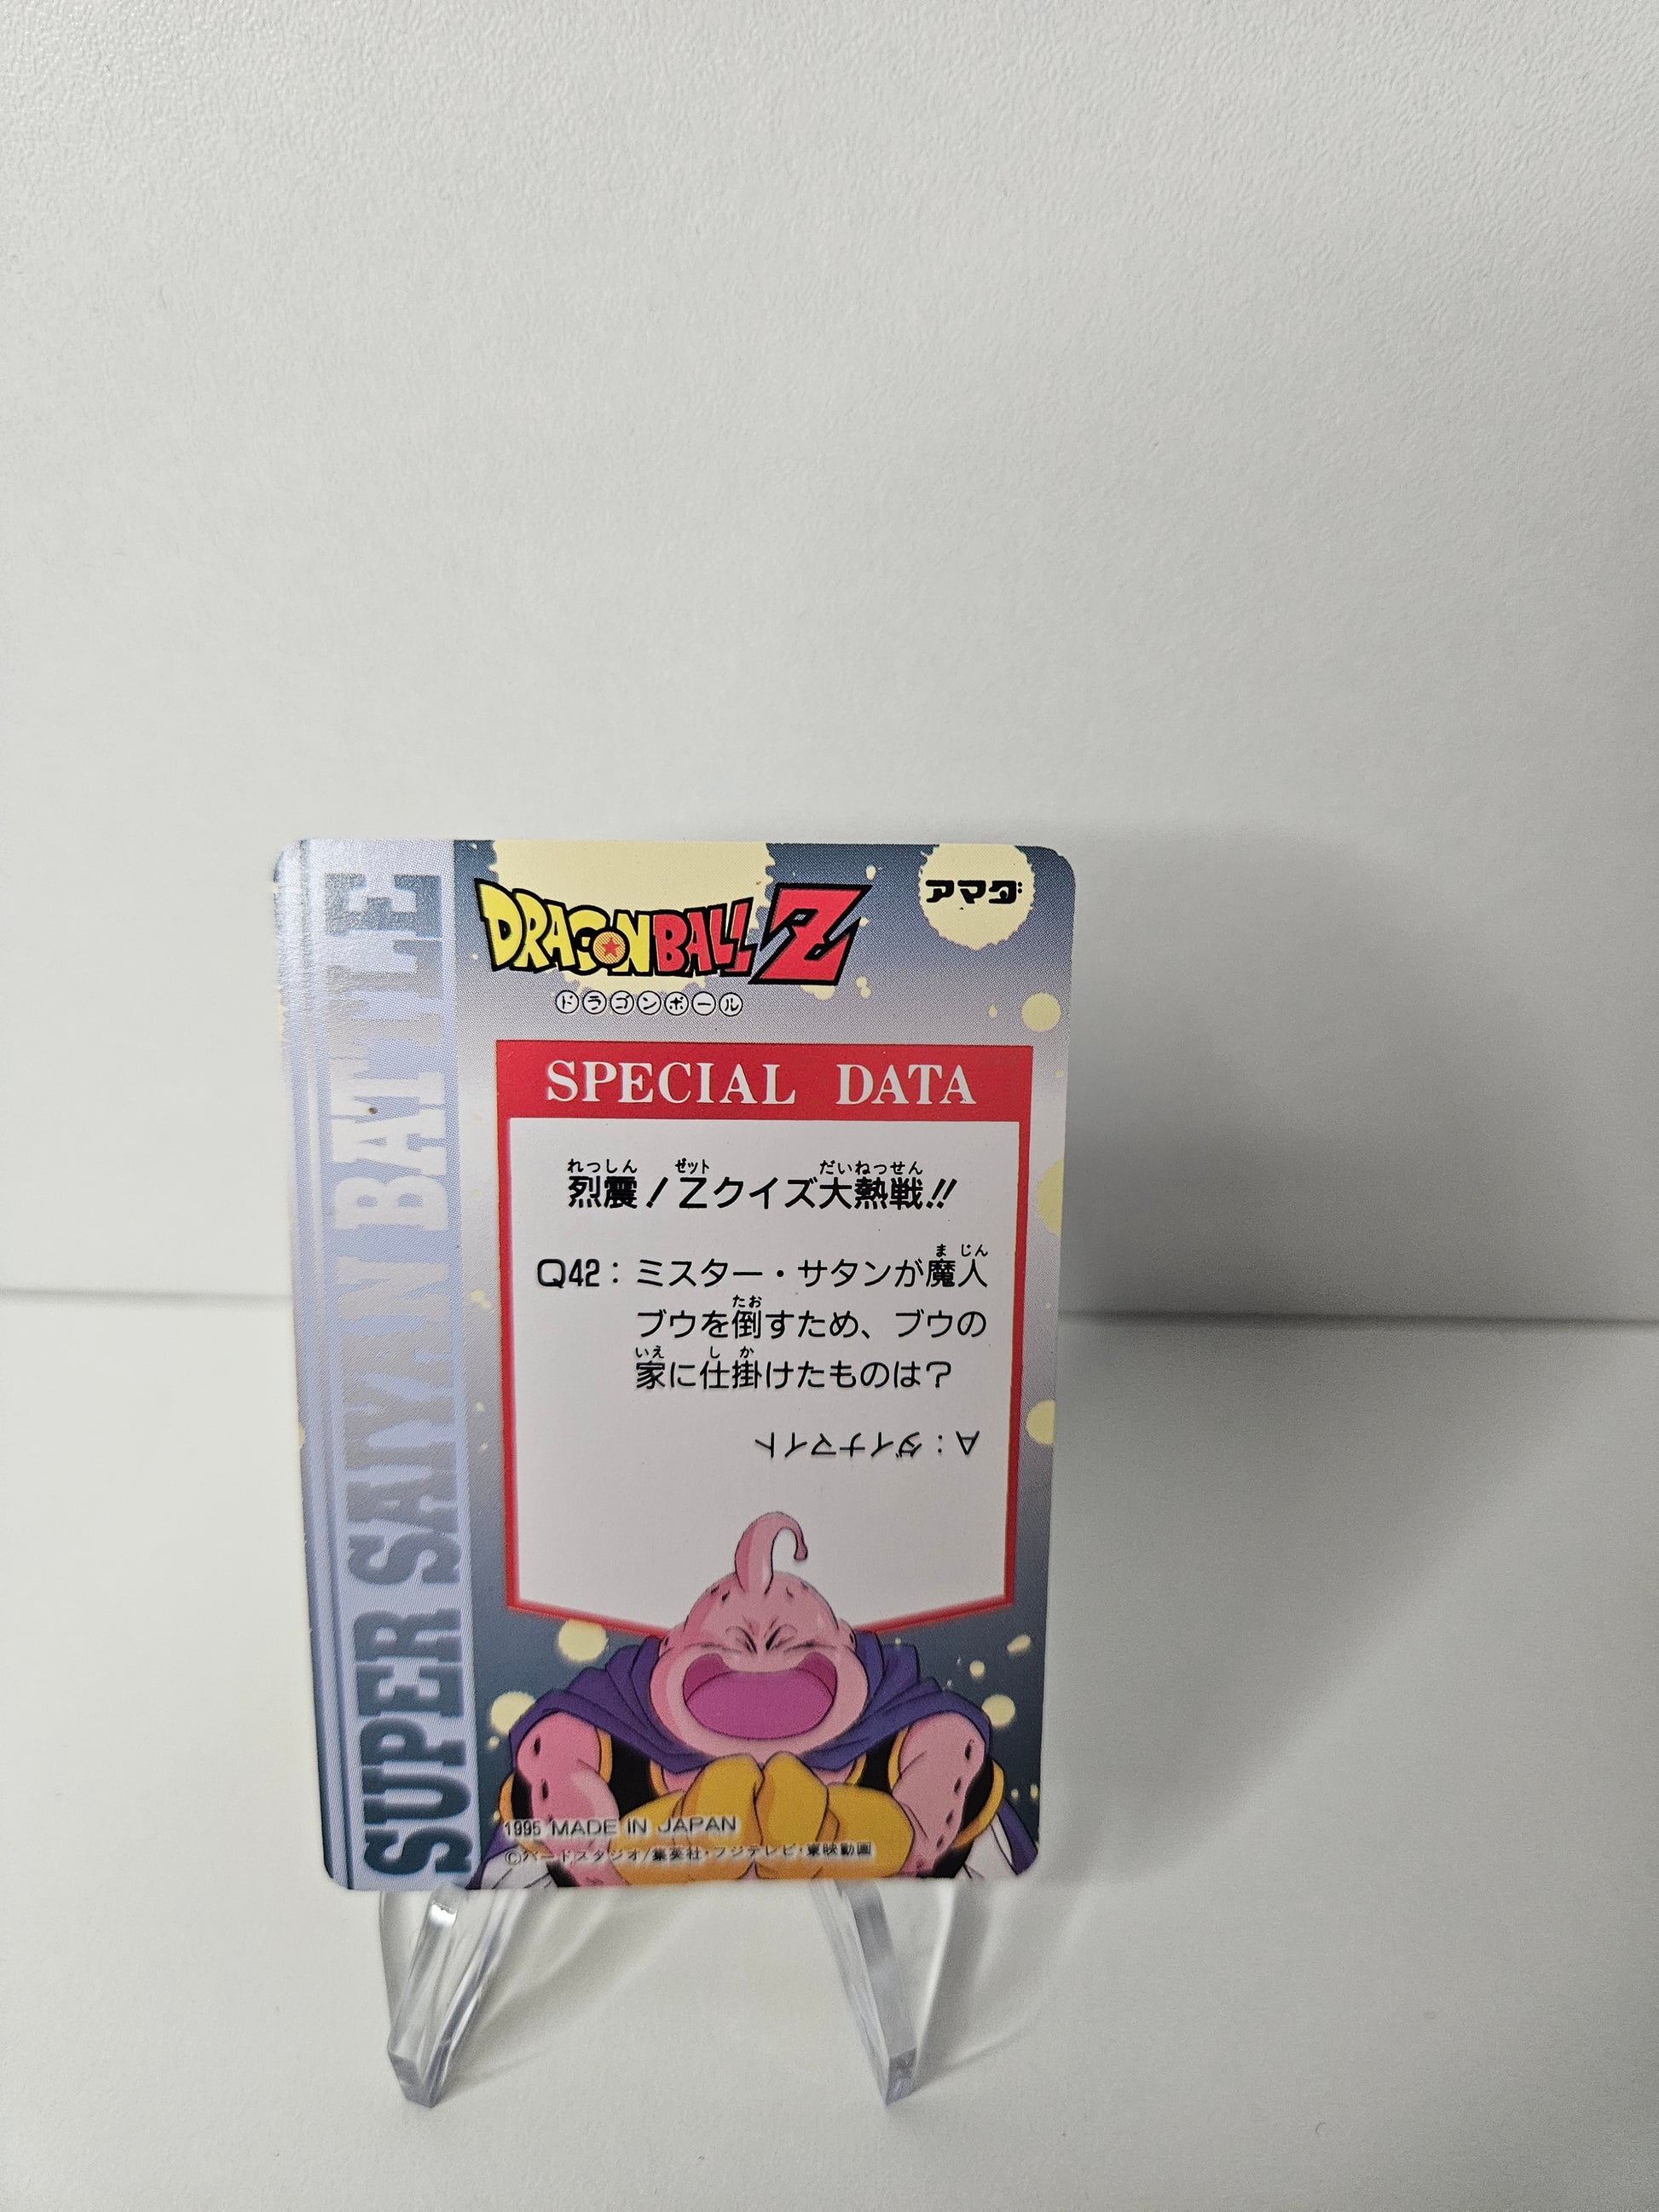 SUPER SAIYAN BATTLE
DRAGONBALL Z
アマダ
ドラゴンボール
SPECIAL DATA
れっしん ゼット だいねっせん
烈震!Zクイズ大熱戦!!
まじん
Q42:ミスター・サタンが魔人
たお
ブウを倒すため、ブウの
いえ し か
家に仕掛けたものは?
A:ダイナマイト
1995 MADE IN JAPAN
©バードスタジオ/集英社・フジテレビ・東映動画